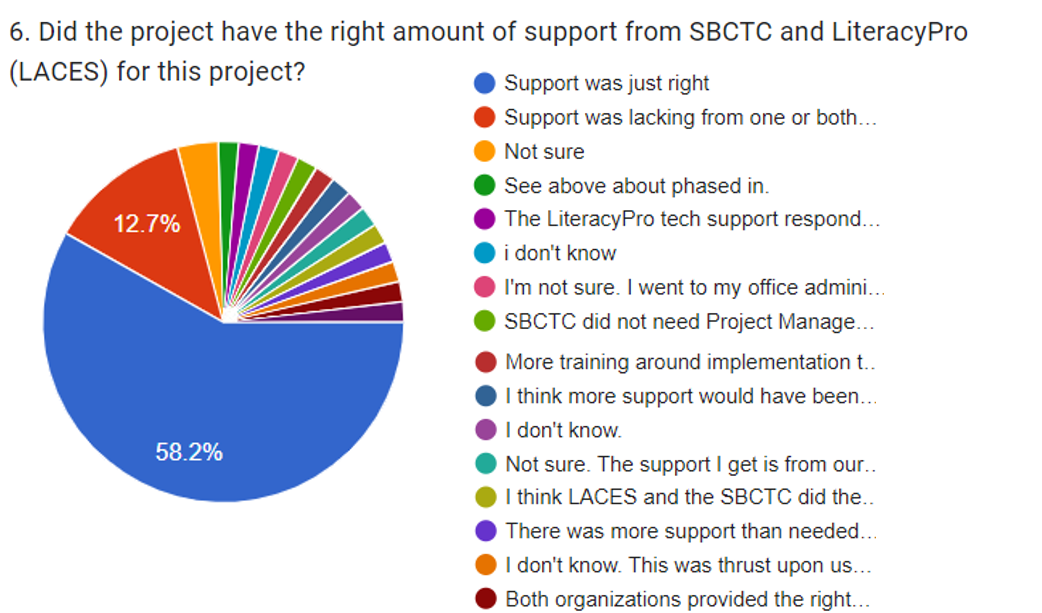 6. Did the project have the right amount of support from SBCTC and LiteracyPro
(LACES) for this project?
Support was just right
Support was lacking from one or both...
Not sure
See above about phased in.
The LiteracyPro tech support respond...
i don't know
I'm not sure. I went to my office admini...
SBCTC did not need Project Manage...
More training around implementation t..
I think more support would have been...
I don't know.
Not sure. The support I get is from our..
I think LACES and the SBCTC did the..
There was more support than needed...
I don't know. This was thrust upon us...
Both organizations provided the right...
12.7%
58.2%